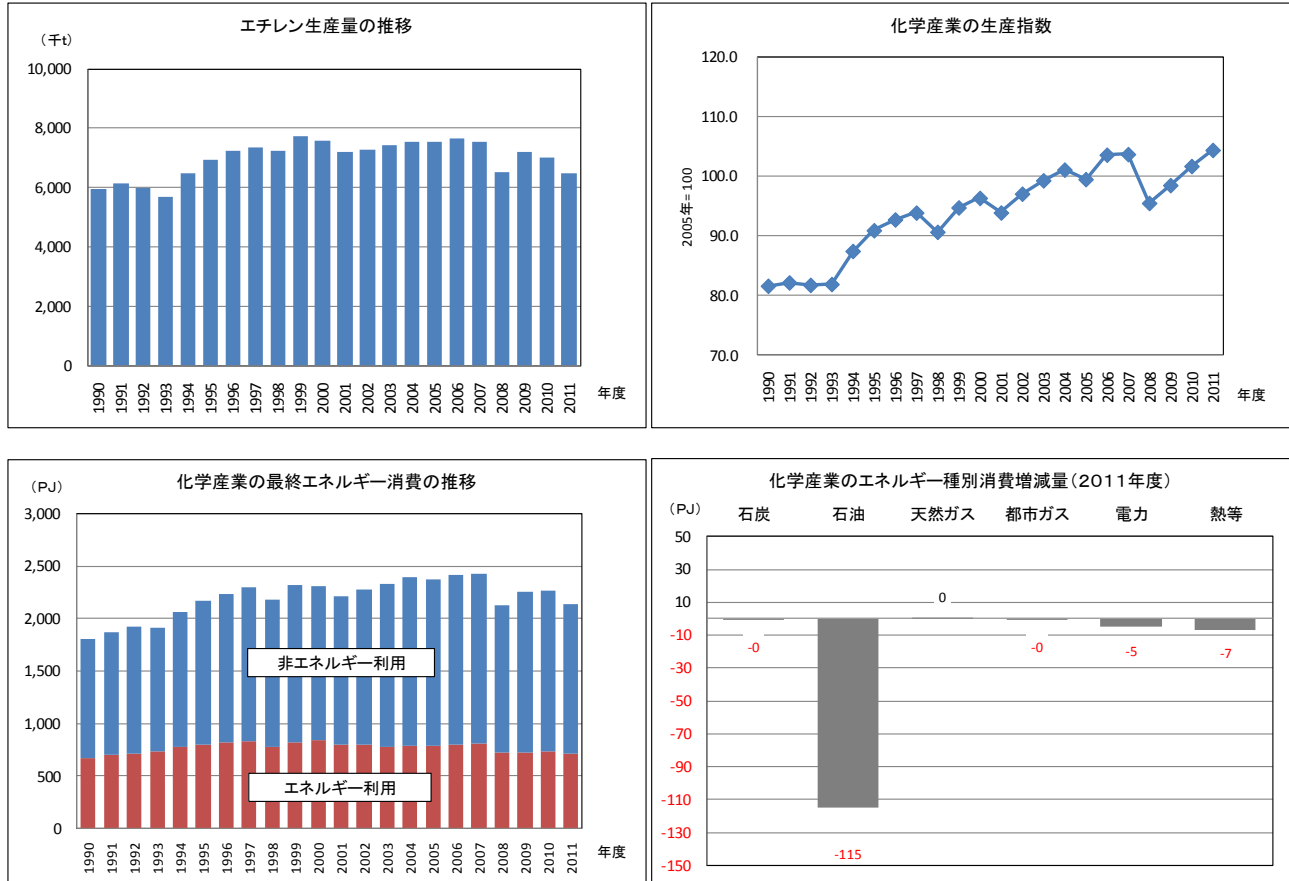 エチレン生産量の推移
(千t)
10,000
8,000
6,000
4,000
2,000
0
1990 1991 1992 1993 1994 1995 1996 1997 1998 1999 2000 2001 2002 2003 2004 2005 2006 2007 2008 2009 2010 2011 年度
化学産業の生産指数
2005年=100
120.0
110.0
100.0
90.0
80.0
70.0
1990 1991 1992 1993 1994 1995 1996 1997 1998 1999 2000 2001 2002 2003 2004 2005 2006 2007 2008 2009 2010 2011 年度
化学産業の最終エネルギー消費の推移
(PJ)
3,000
2,500
2,000
1,500
1,000
500
0
非エネルギー利用
エネルギー利用
1990 1991 1992 1993 1994 1995 1996 1997 1998 1999 2000 2001 2002 2003 2004 2005 2006 2007 2008 2009 2010 2011 年度
化学産業のエネルギー種別消費増減量(2011年度)
(PJ) 石炭 石油 天然ガス 都市ガス 電力 熱等
50
30
10
-10
-30
-50
-70
-90
-110
-130
-150
-0 -115 0 -0 -5 -7